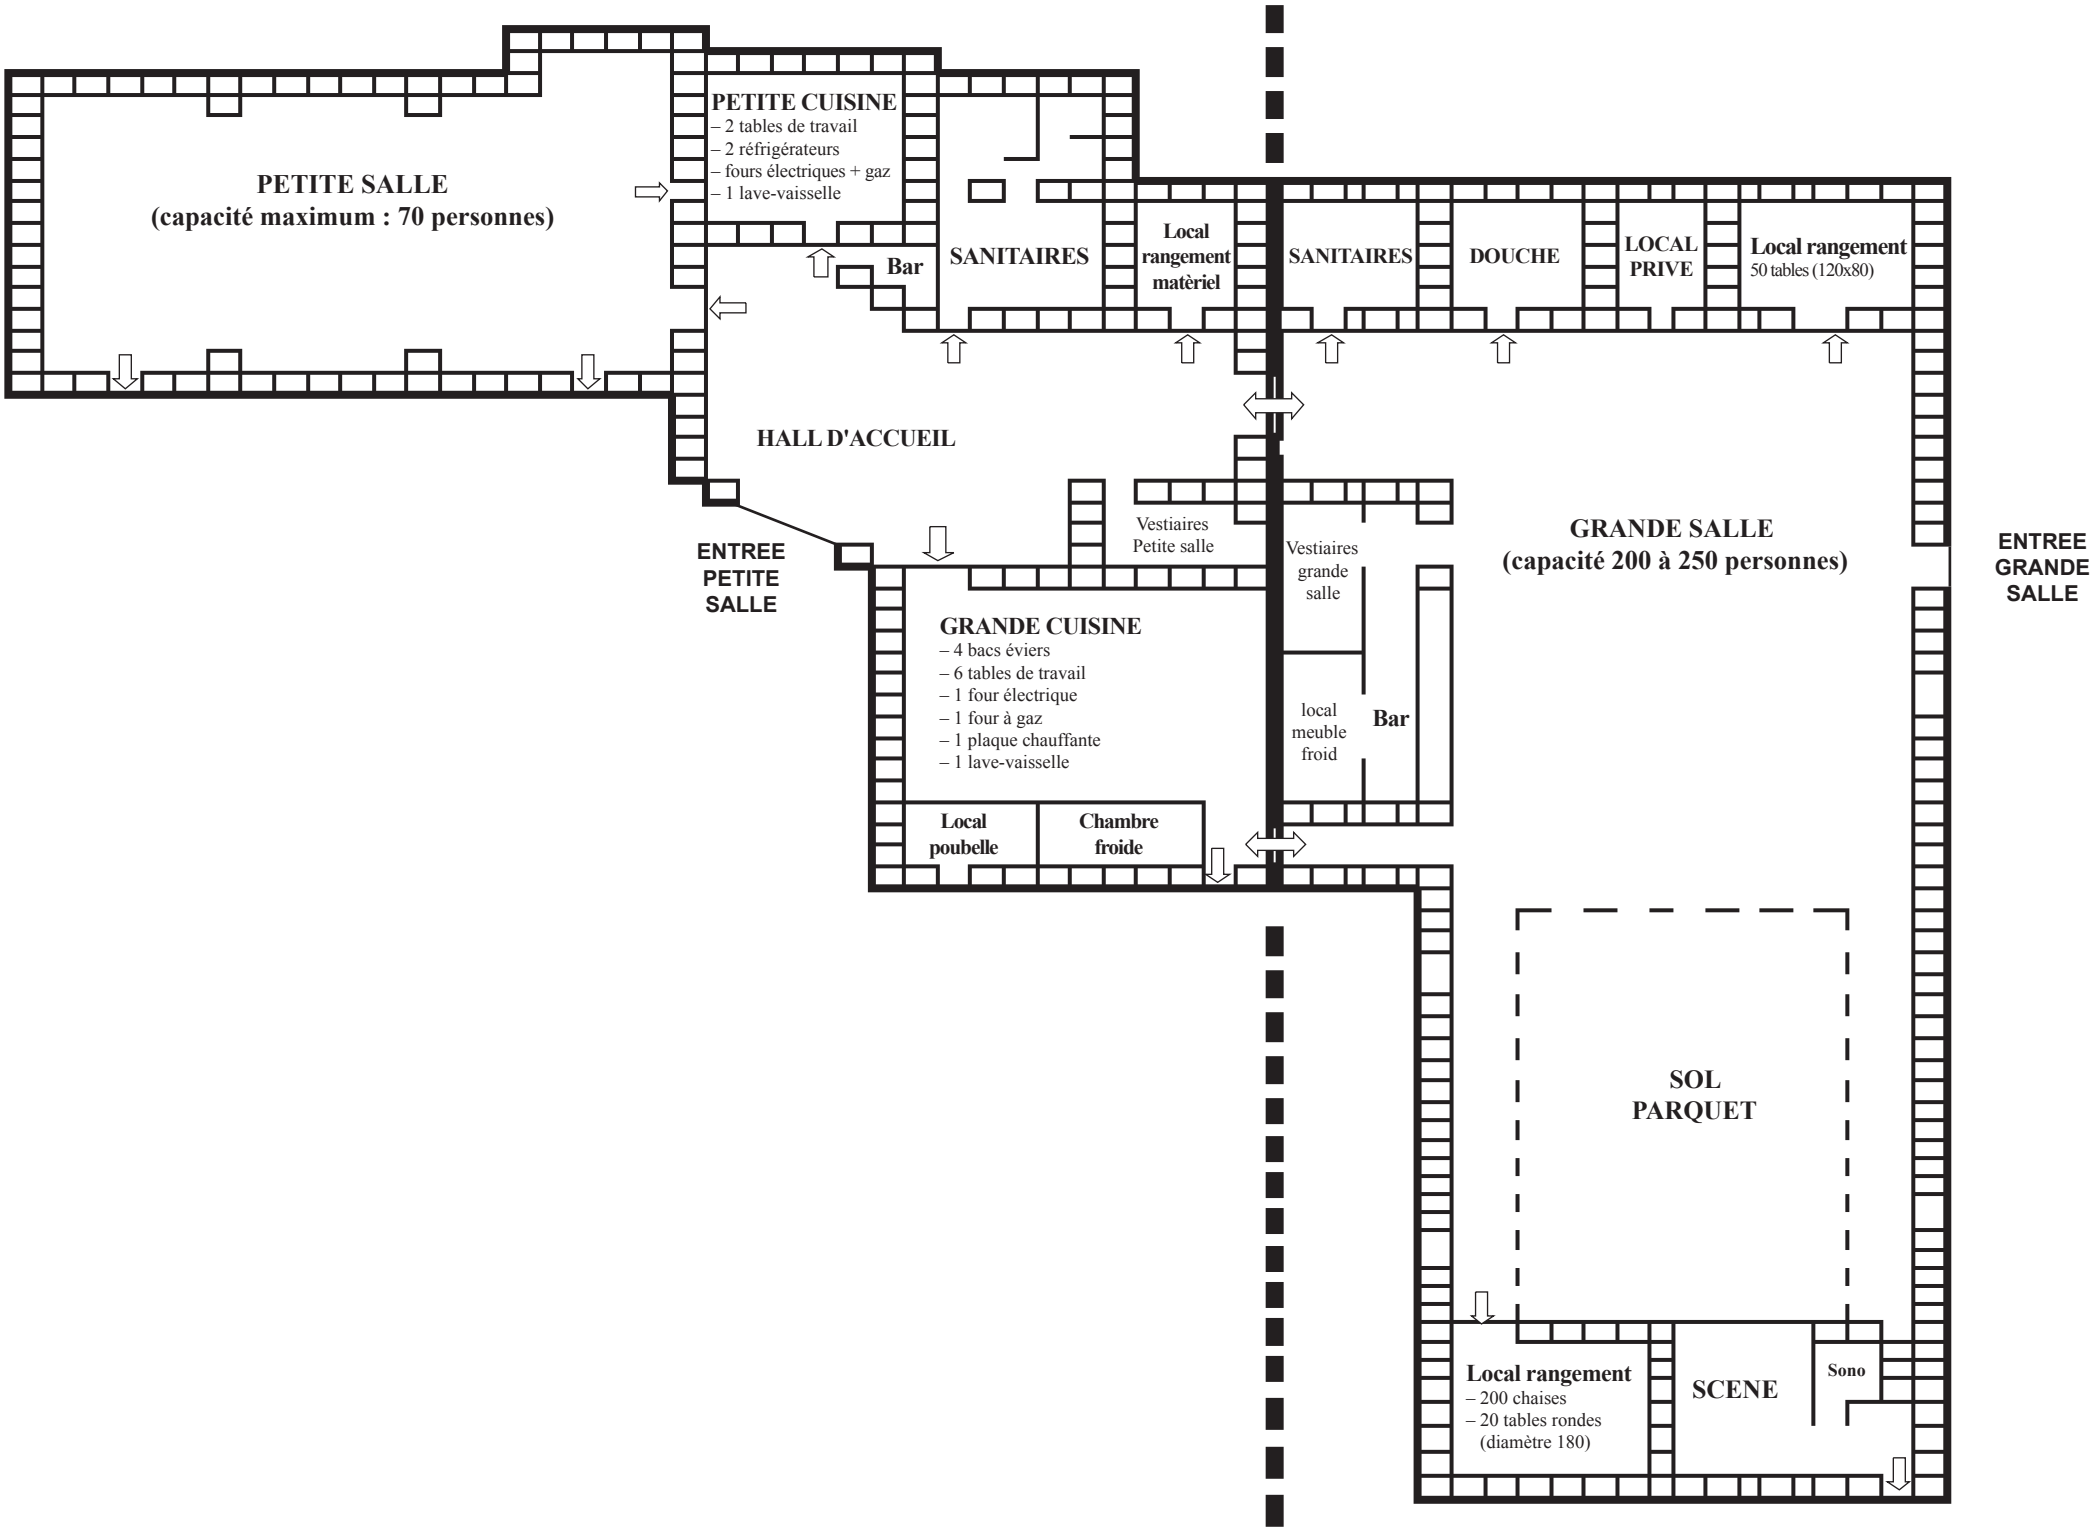 PETITE SALLE
(capacité maximum : 70 personnes)
PETITE CUISINE
– 2 tables de travail
– 2 réfrigérateurs
– fours électriques + gaz
– 1 lave-vaisselle
Bar
SANITAIRES
Local
rangement
matèriel
SANITAIRES
DOUCHE
LOCAL
PRIVE
Local rangement
50 tables (120x80)
HALL D'ACCUEIL
ENTREE
PETITE
SALLE
Vestiaires
Petite salle
Vestiaires
grande
salle
GRANDE SALLE
(capacité 200 à 250 personnes)
ENTREE
GRANDE
SALLE
GRANDE CUISINE
– 4 bacs éviers
– 6 tables de travail
– 1 four électrique
– 1 four à gaz
– 1 plaque chauffante
– 1 lave-vaisselle
local
meuble
froid
Bar
Local
poubelle
Chambre
froide
SOL
PARQUET
Local rangement
– 200 chaises
– 20 tables rondes
(diamètre 180)
SCENE
Sono